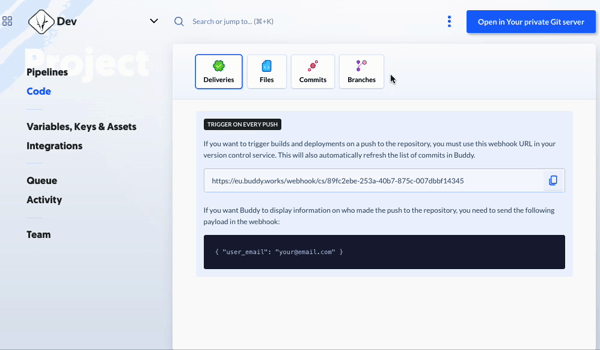 Dev
Search or jump to... (⌘+K)
Open in Your private Git server
Project
Pipelines
Code
Variables, Keys & Assets
Integrations
Queue
Activity
Team
Deliveries
Files
Commits
Branches
TRIGGER ON EVERY PUSH
If you want to trigger builds and deployments on a push to the repository, you must use this webhook URL in your
version control service. This will also automatically refresh the list of commits in Buddy.
https://eu.buddy.works/webhook/cs/89fc2ebe-253a-40b7-875c-007dbbf14345
If you want Buddy to display information on who made the push to the repository, you need to send the following
payload in the webhook:
{ "user_email": "your@email.com" }